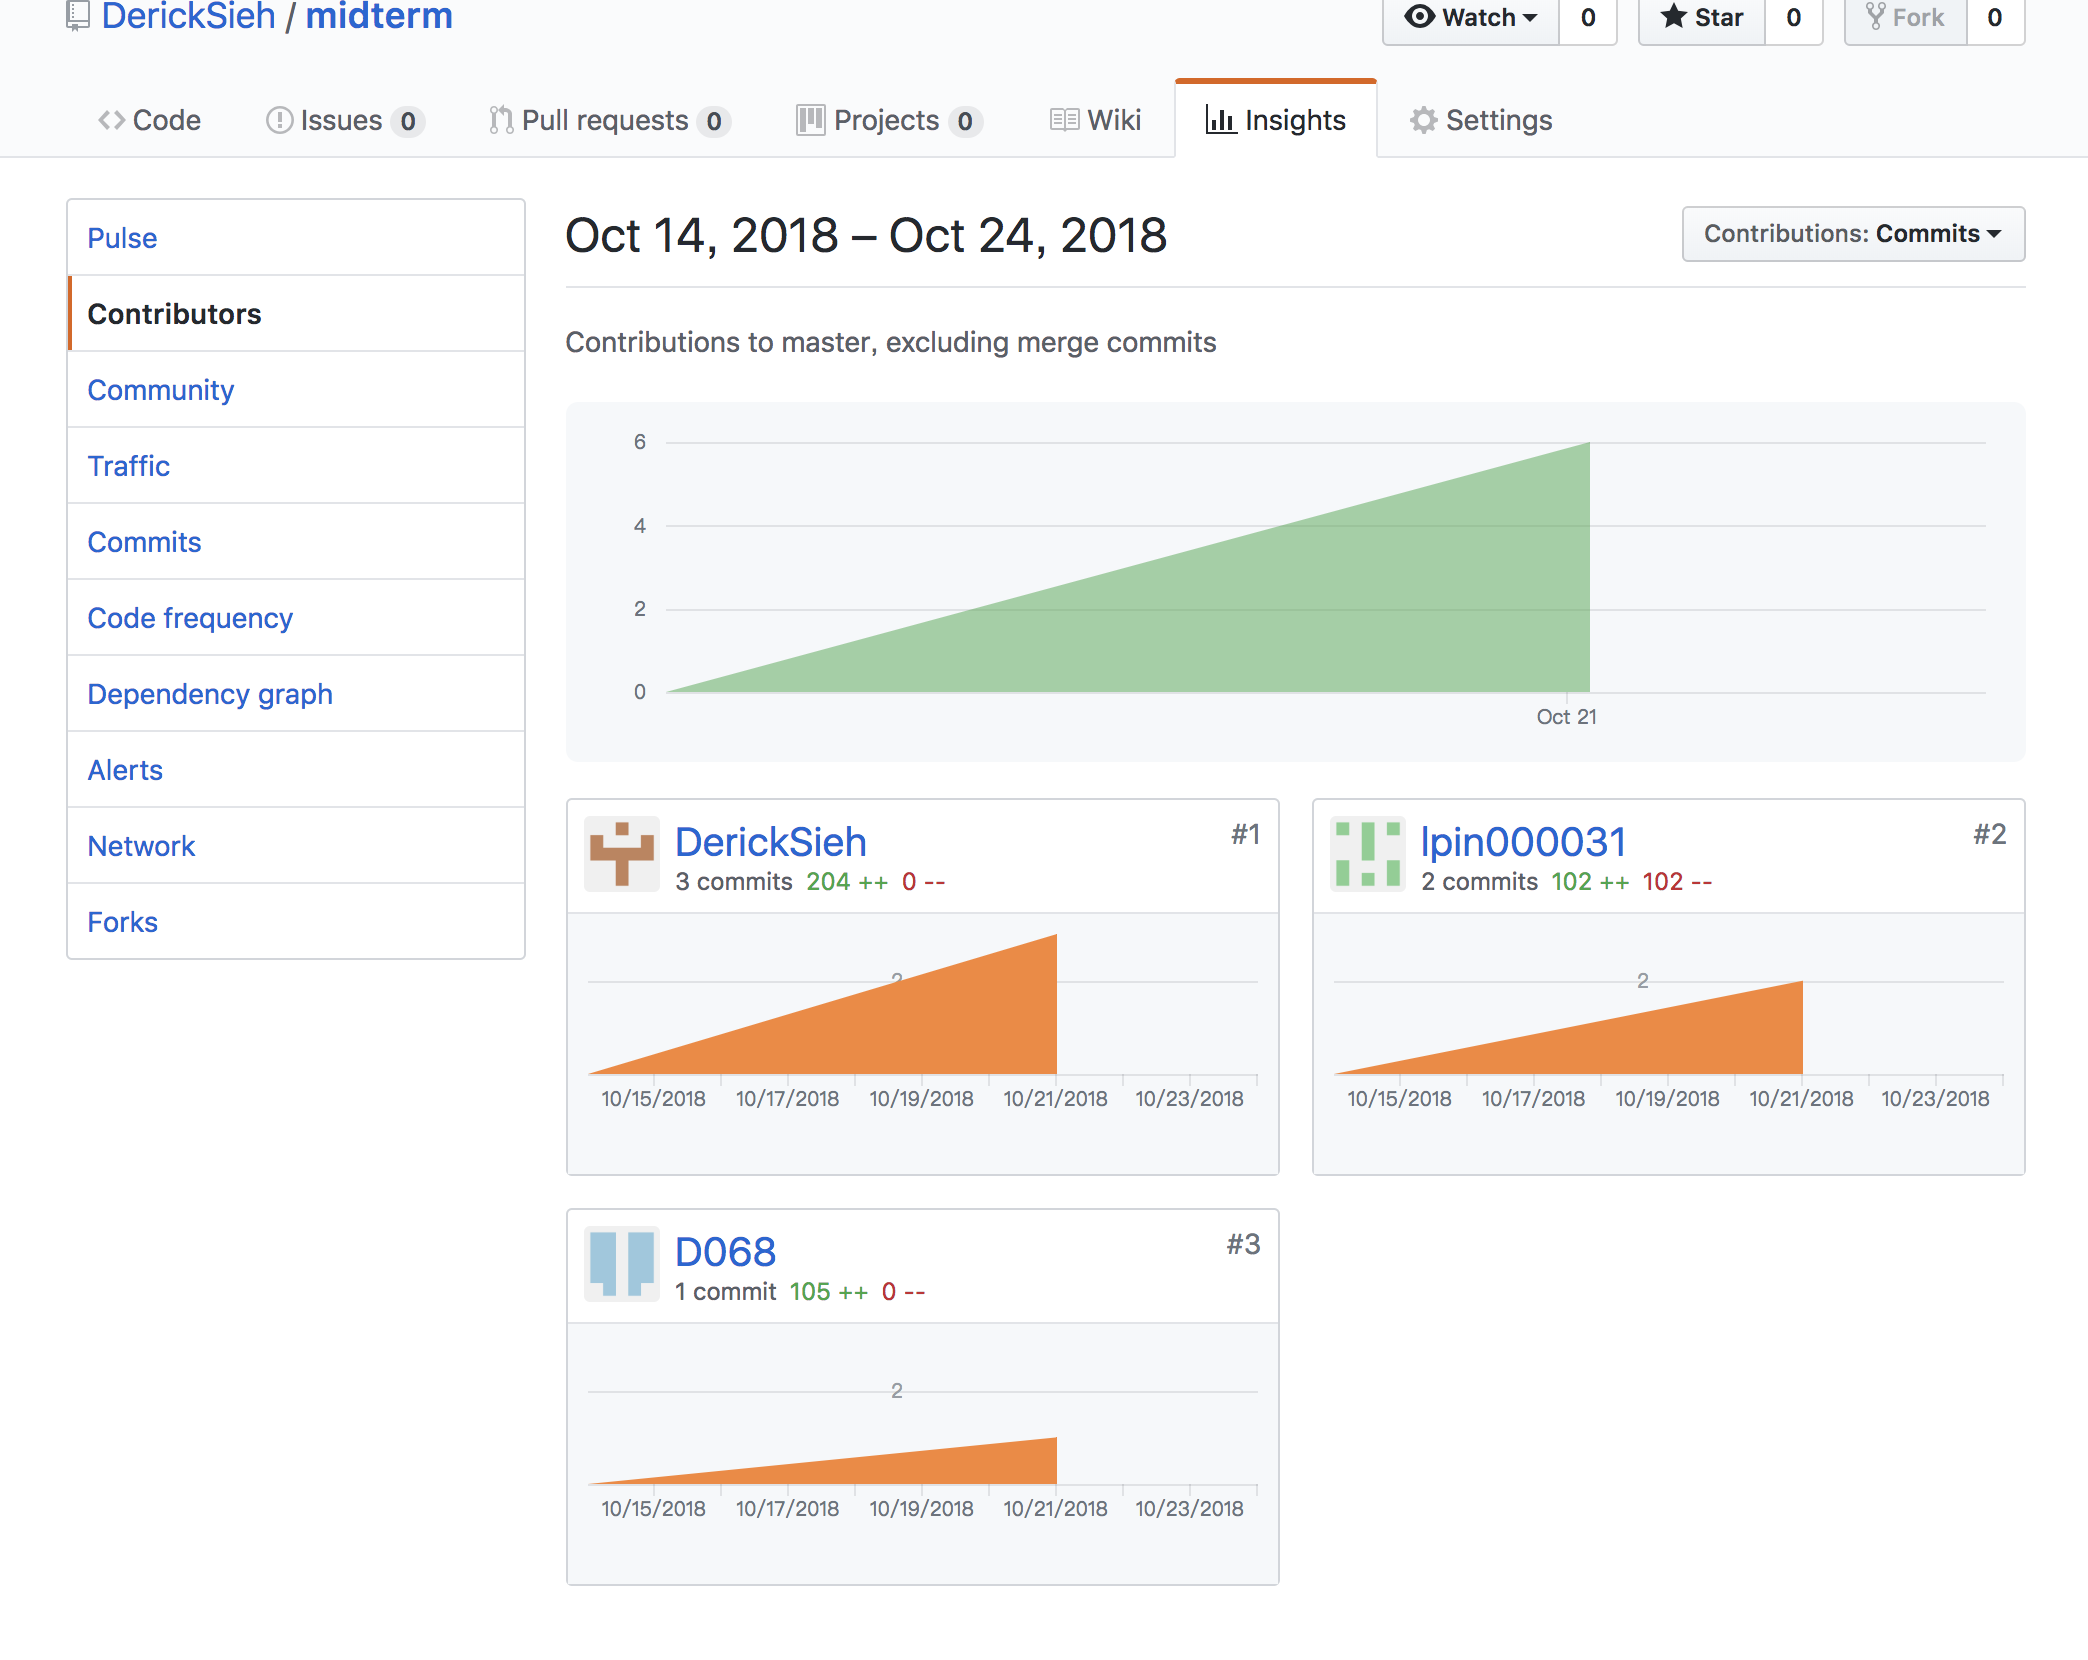 DerickSieh / midterm
Watch 0 Star 0 Fork 0
Code Issues 0 Pull requests 0 Projects 0 Wiki Insights Settings
Pulse
Contributors
Community
Traffic
Commits
Code frequency
Dependency graph
Alerts
Network
Forks
Oct 14, 2018 – Oct 24, 2018
Contributions: Commits
Contributions to master, excluding merge commits
6
4
2
0
Oct 21
DerickSieh #1
3 commits 204 ++ 0 --
2
10/15/2018 10/17/2018 10/19/2018 10/21/2018 10/23/2018
lpin000031 #2
2 commits 102 ++ 102 --
2
10/15/2018 10/17/2018 10/19/2018 10/21/2018 10/23/2018
D068 #3
1 commit 105 ++ 0 --
2
10/15/2018 10/17/2018 10/19/2018 10/21/2018 10/23/2018